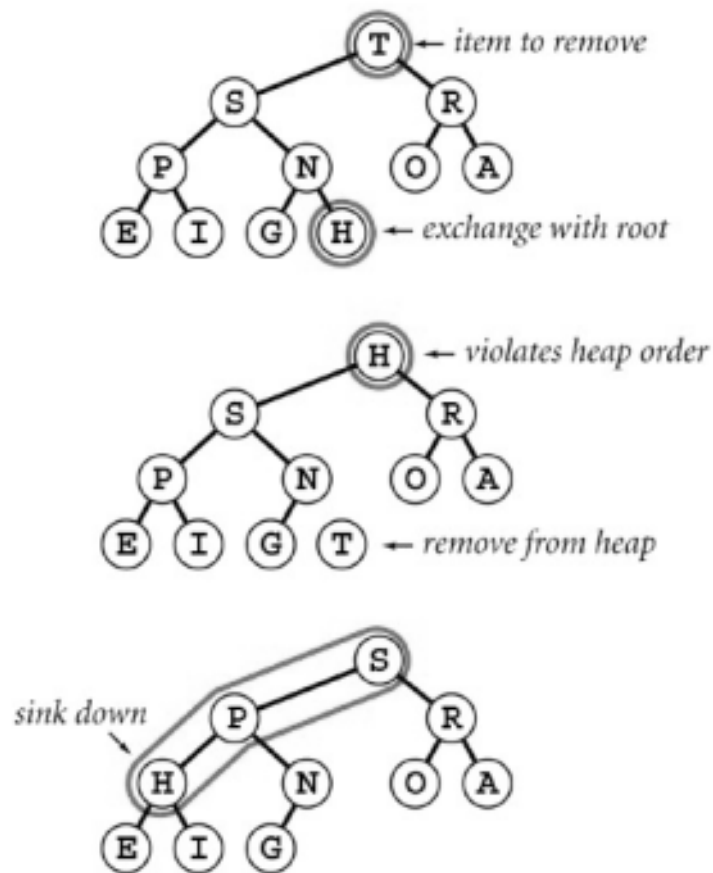 T ← item to remove
S R
P N O A
E I G H ← exchange with root
H ← violates heap order
S R
P N O A
E I G T ← remove from heap
S
sink down P R
H N O A
E I G